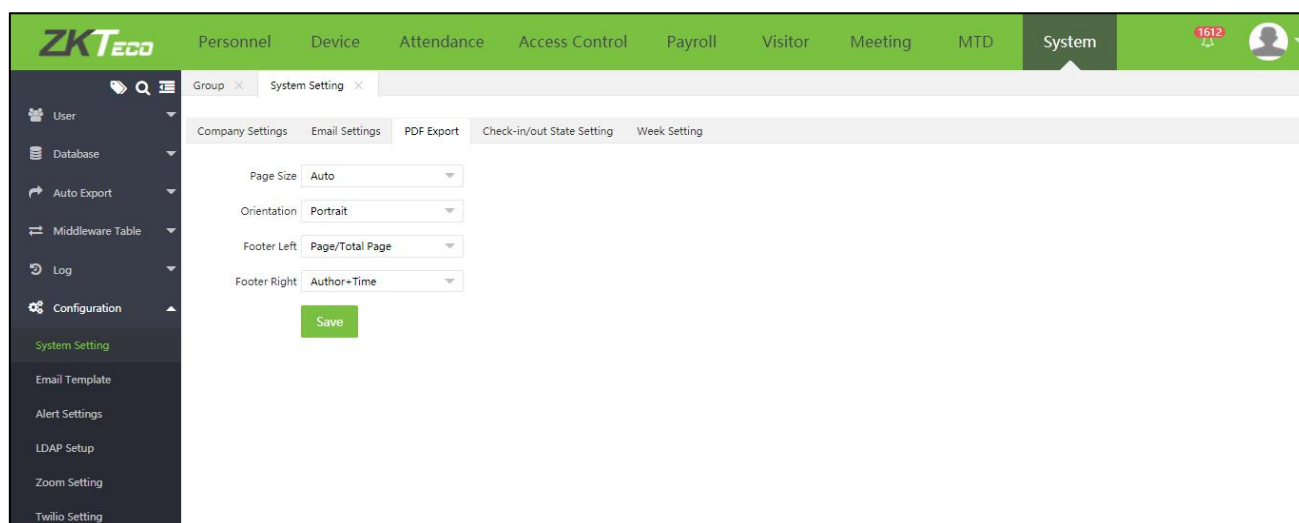 ZKTECO Personnel Device Attendance Access Control Payroll Visitor Meeting MTD System 1612
Group System Setting
User
Company Settings Email Settings PDF Export Check-in/out State Setting Week Setting
Database
Page Size Auto
Auto Export
Orientation Portrait
Middleware Table
Footer Left Page/Total Page
Log
Footer Right Author+Time
Configuration
Save
System Setting
Email Template
Alert Settings
LDAP Setup
Zoom Setting
Twilio Setting